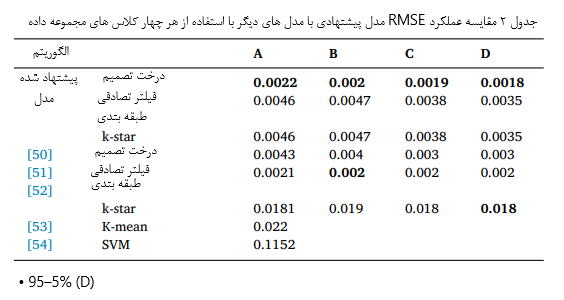 جدول ۲ مقایسه عملکرد RMSE مدل پیشنهادی با مدل های دیگر با استفاده از هر چهار کلاس های مجموعه داده
الگوریتم A B C D
پیشنهاد شده درخت تصمیم 0.0022 0.002 0.0019 0.0018
مدل فیلتر تصادفی 0.0046 0.0047 0.0038 0.0035
طبقه بتدی
k-star 0.0046 0.0047 0.0038 0.0035
[50] درخت تصمیم 0.0043 0.004 0.003 0.003
[51] فیلتر تصادفی 0.0021 0.002 0.002 0.002
[52] طبقه بتدی
k-star 0.0181 0.019 0.018 0.018
[53] K-mean 0.022
[54] SVM 0.1152
• 95–5% (D)